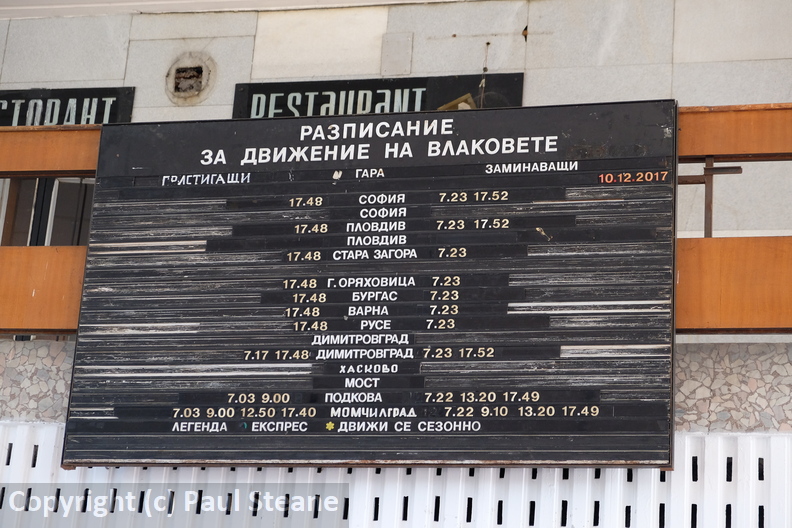 СТОРАНТ
RESTAURANT
РАЗПИСАНИЕ
ЗА ДВИЖЕНИЕ НА ВЛАКОВЕТЕ
ПРИСТИГАЩИ ГАРА ЗАМИНАВАЩИ 10.12.2017
17.48 СОФИЯ 7.23 17.52
СОФИЯ
17.48 ПЛОВДИВ 7.23 17.52
ПЛОВДИВ
17.48 СТАРА ЗАГОРА 7.23
17.48 Г.ОРЯХОВИЦА 7.23
17.48 БУРГАС 7.23
17.48 ВАРНА 7.23
17.48 РУСЕ 7.23
ДИМИТРОВГРАД
7.17 17.48 ДИМИТРОВГРАД 7.23 17.52
ХАСКОВО
МОСТ
7.03 9.00 ПОДКОВА 7.22 13.20 17.49
7.03 9.00 12.50 17.40 МОМЧИЛГРАД 7.22 9.10 13.20 17.49
ЛЕГЕНДА ЕКСПРЕС ДВИЖИ СЕ СЕЗОННО
Copyright (c) Paul Steane